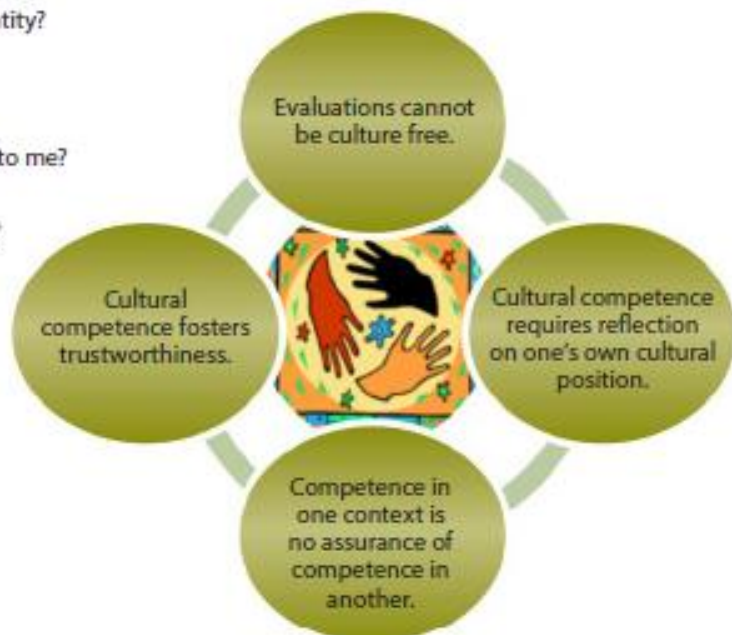 to me?
Evaluations cannot
be culture free.
Cultural
competence fosters
trustworthiness.
Cultural competence
requires reflection
on one's own cultural
position.
Competence in
one context is
no assurance of
competence in
another.